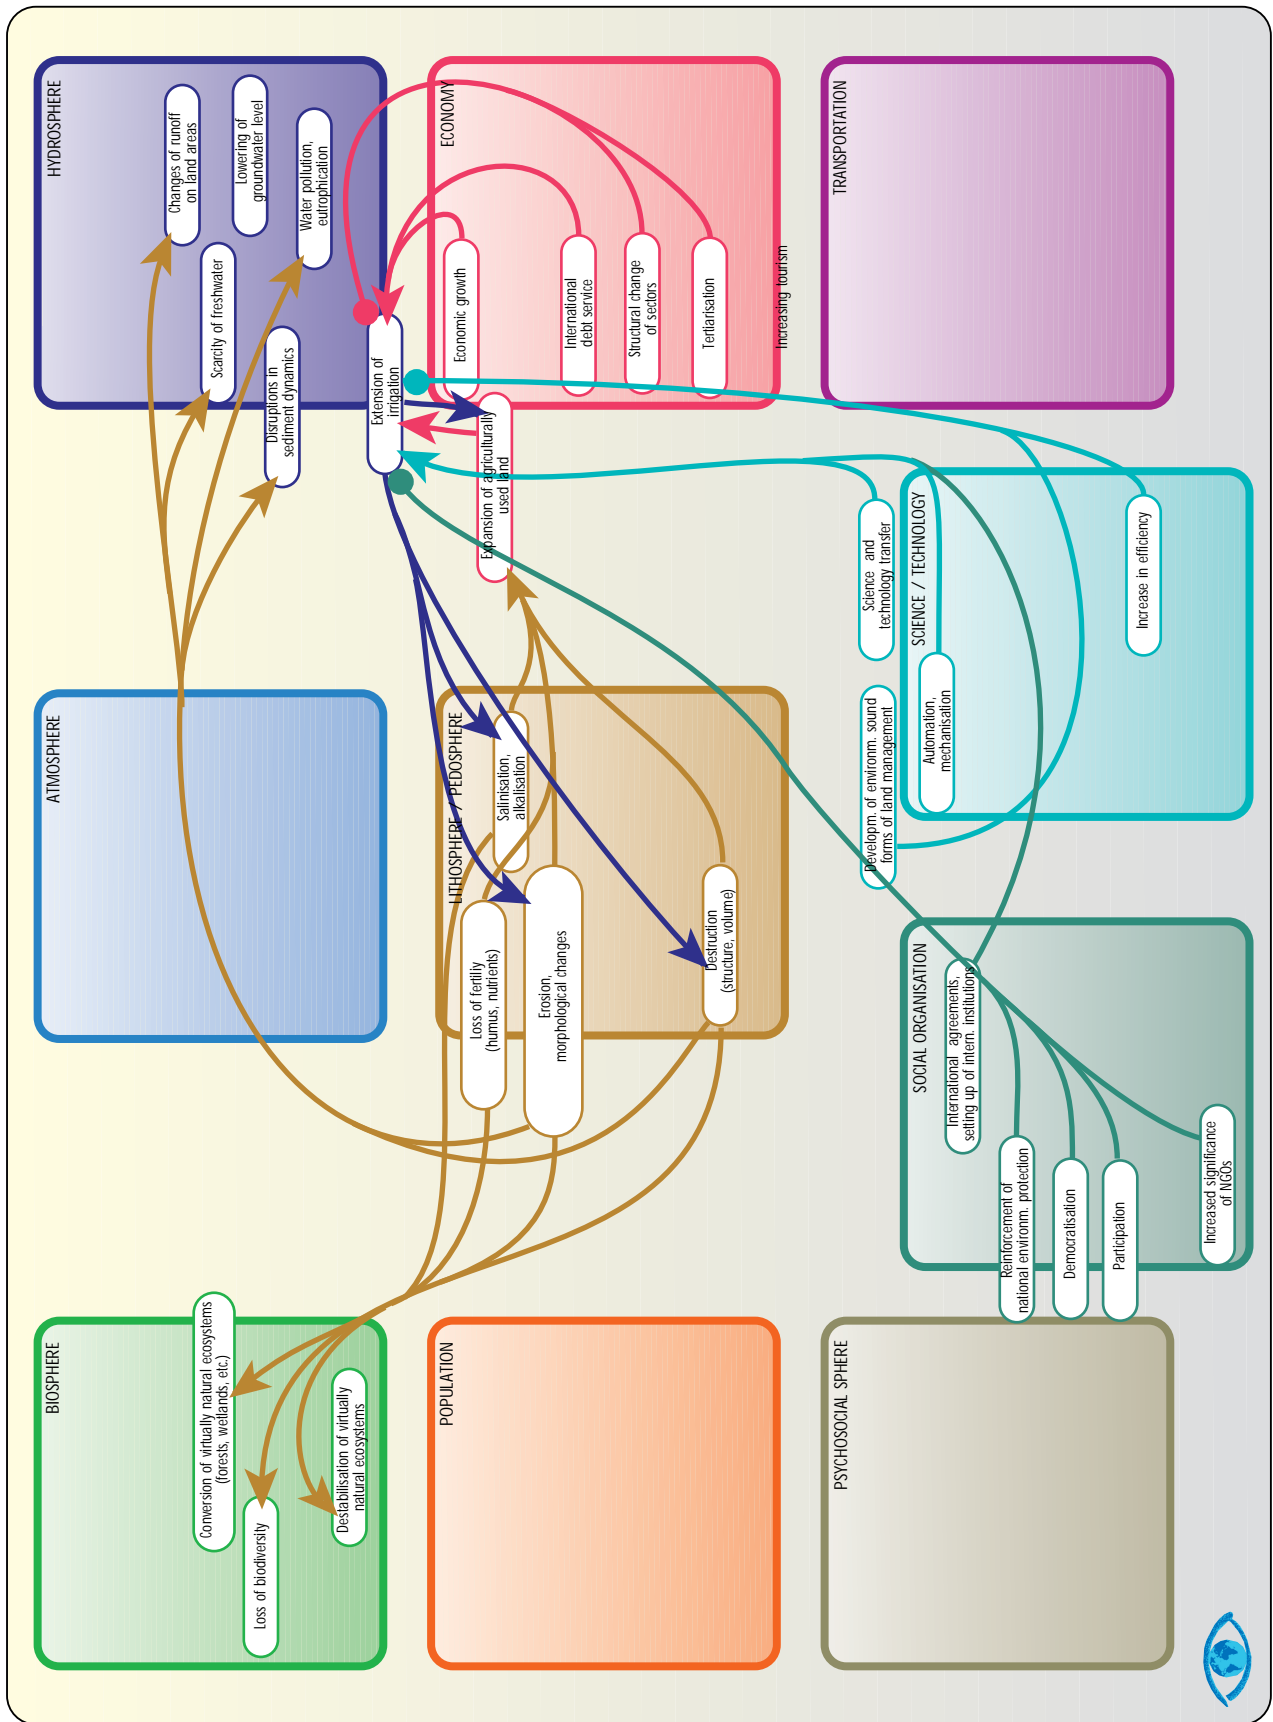 BIOSPHERE
Conversion of virtually natural ecosystems
(forests, wetlands, etc.)
Loss of biodiversity
Destabilisation of virtually
natural ecosystems
ATMOSPHERE
HYDROSPHERE
Changes of runoff
on land areas
Scarcity of freshwater
Lowering of
groundwater level
Disruptions in
sediment dynamics
Water pollution,
eutrophication
Extension of
irrigation
POPULATION
LITHOSPHERE / PEDOSPHERE
Loss of fertiliy
(humus, nutrients)
Salinisation,
alkalisation
Erosion,
morphological changes
Destruction
(structure, volume)
ECONOMY
Economic growth
Expansion of agriculturally
used land
International
debt service
Structural change
of sectors
Tertiarisation
Increasing tourism
PSYCHOSOCIAL SPHERE
SOCIAL ORGANISATION
International agreements,
setting up of intern. institutions
Reinforcement of
national environm. protection
Democratisation
Participation
Increased significance
of NGOs
SCIENCE / TECHNOLOGY
Developm. of environm. sound
forms of land management
Science and
technology transfer
Automation,
mechanisation
Increase in efficiency
TRANSPORTATION